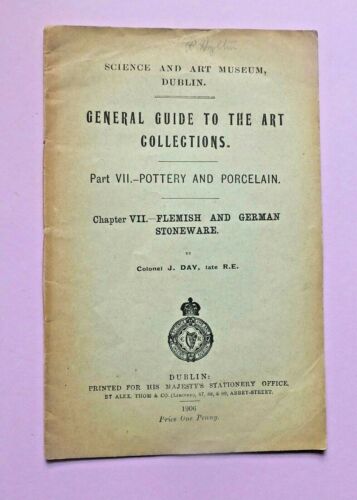 SCIENCE AND ART MUSEUM,
DUBLIN.
GENERAL GUIDE TO THE ART
COLLECTIONS.
Part VII.-POTTERY AND PORCELAIN.
Chapter VII.—FLEMISH AND GERMAN
STONEWARE.
BY
Colonel J. DAY, late R.E.
DUBLIN:
PRINTED FOR HIS MAJESTY'S STATIONERY OFFICE,
BY ALEX. THOM & CO (LIMITED), 87, 88, & 89, ABBEY-STREET.
1906
Price One Penny.